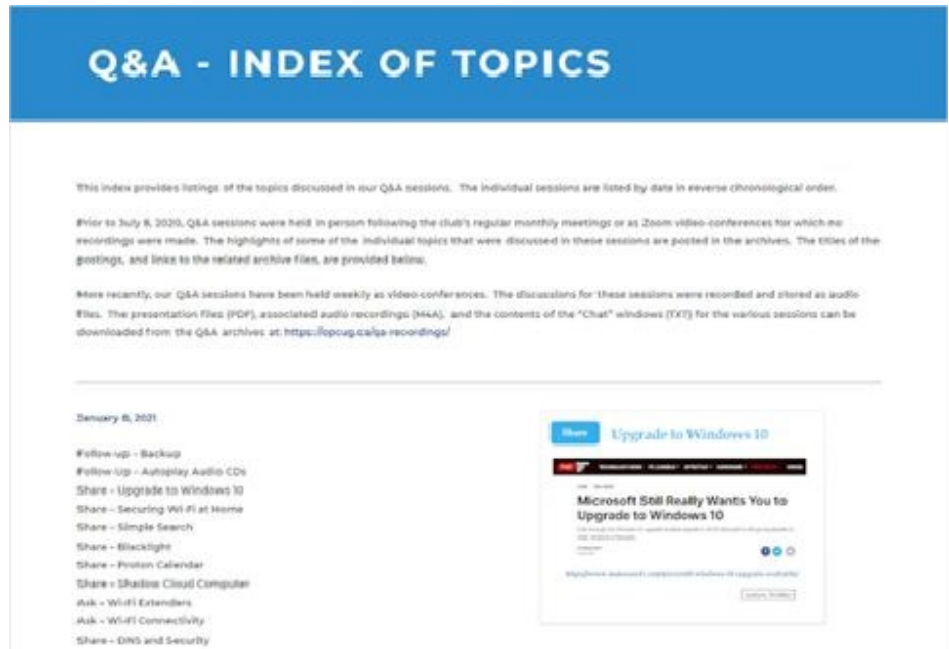 Q&A - INDEX OF TOPICS
This index provides listings of the topics discussed in our Q&A sessions. The individual sessions are listed by date in reverse chronological order.
Prior to July 8, 2020, Q&A sessions were held in person following the club's regular monthly meetings or as Zoom video-conferences for which no
recordings were made. The highlights of some of the individual topics that were discussed in these sessions are posted in the archives. The titles of the
postings, and links to the related archive files, are provided below.
More recently, our Q&A sessions have been held weekly as video-conferences. The discussions for these sessions were recorded and stored as audio
files. The presentation files (PDF), associated audio recordings (M4A), and the contents of the "Chat" windows (TXT) for the various sessions can be
downloaded from the Q&A archives at: https://opcug.ca/qa-recordings/
January 2021
Follow-up - Backup
Follow-Up - Autoplay Audio CDs
Share - Upgrade to Windows 10
Share - Securing Wi-Fi at Home
Share - Simple Search
Share - Blacklight
Share - Proton Calendar
Share - Shadow Cloud Computer
Ask - Wi-Fi Extenders
Ask - Wi-Fi Connectivity
Share - DNS and Security
Share Upgrade to Windows 10
Microsoft Still Really Wants You to
Upgrade to Windows 10